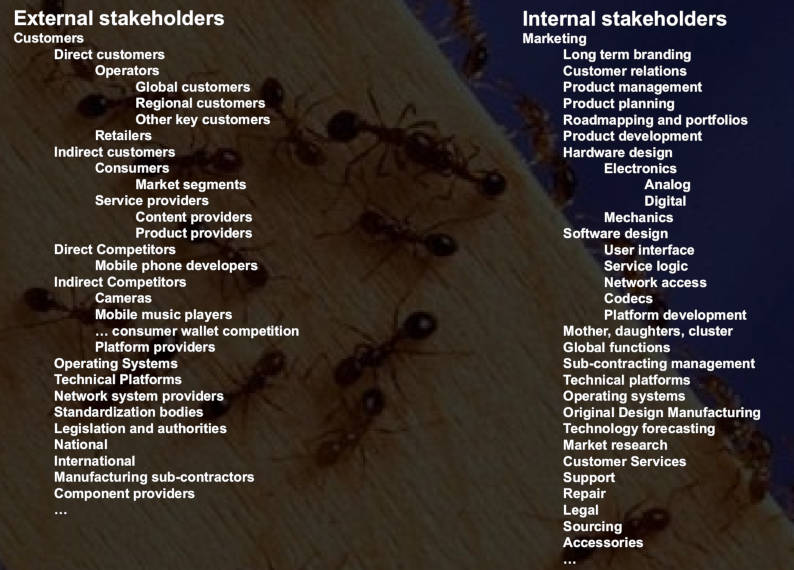 External stakeholders
Customers
Direct customers
Operators
Global customers
Regional customers
Other key customers
Retailers
Indirect customers
Consumers
Market segments
Service providers
Content providers
Product providers
Direct Competitors
Mobile phone developers
Indirect Competitors
Cameras
Mobile music players
... consumer wallet competition
Platform providers
Operating Systems
Technical Platforms
Network system providers
Standardization bodies
Legislation and authorities
National
International
Manufacturing sub-contractors
Component providers
...
Internal stakeholders
Marketing
Long term branding
Customer relations
Product management
Product planning
Roadmapping and portfolios
Product development
Hardware design
Electronics
Analog
Digital
Mechanics
Software design
User interface
Service logic
Network access
Codecs
Platform development
Mother, daughters, cluster
Global functions
Sub-contracting management
Technical platforms
Operating systems
Original Design Manufacturing
Technology forecasting
Market research
Customer Services
Support
Repair
Legal
Sourcing
Accessories
...